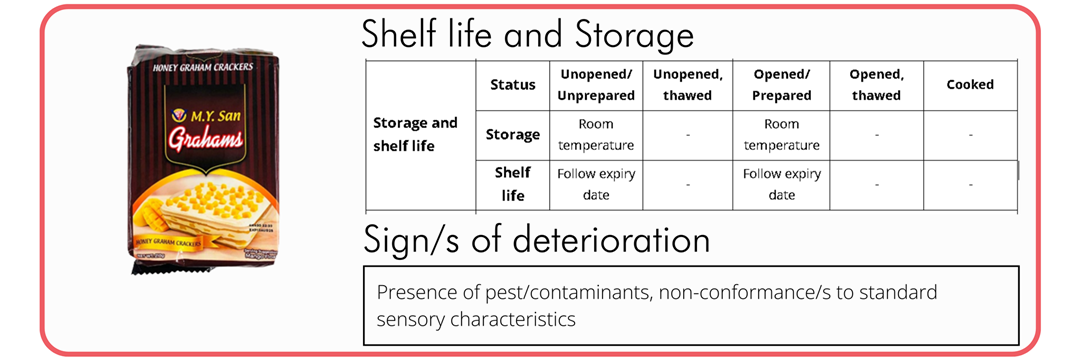 Shelf life and Storage
HONEY GRAHAM CRACKERS
M.Y. San
Grahams
HONEY GRAHAM CRACKERS
Storage and shelf life
Status
Unopened/ Unprepared
Unopened, thawed
Opened/ Prepared
Opened, thawed
Cooked
Storage
Room temperature
-
Room temperature
-
-
Shelf life
Follow expiry date
-
Follow expiry date
-
-
Sign/s of deterioration
Presence of pest/contaminants, non-conformance/s to standard
sensory characteristics